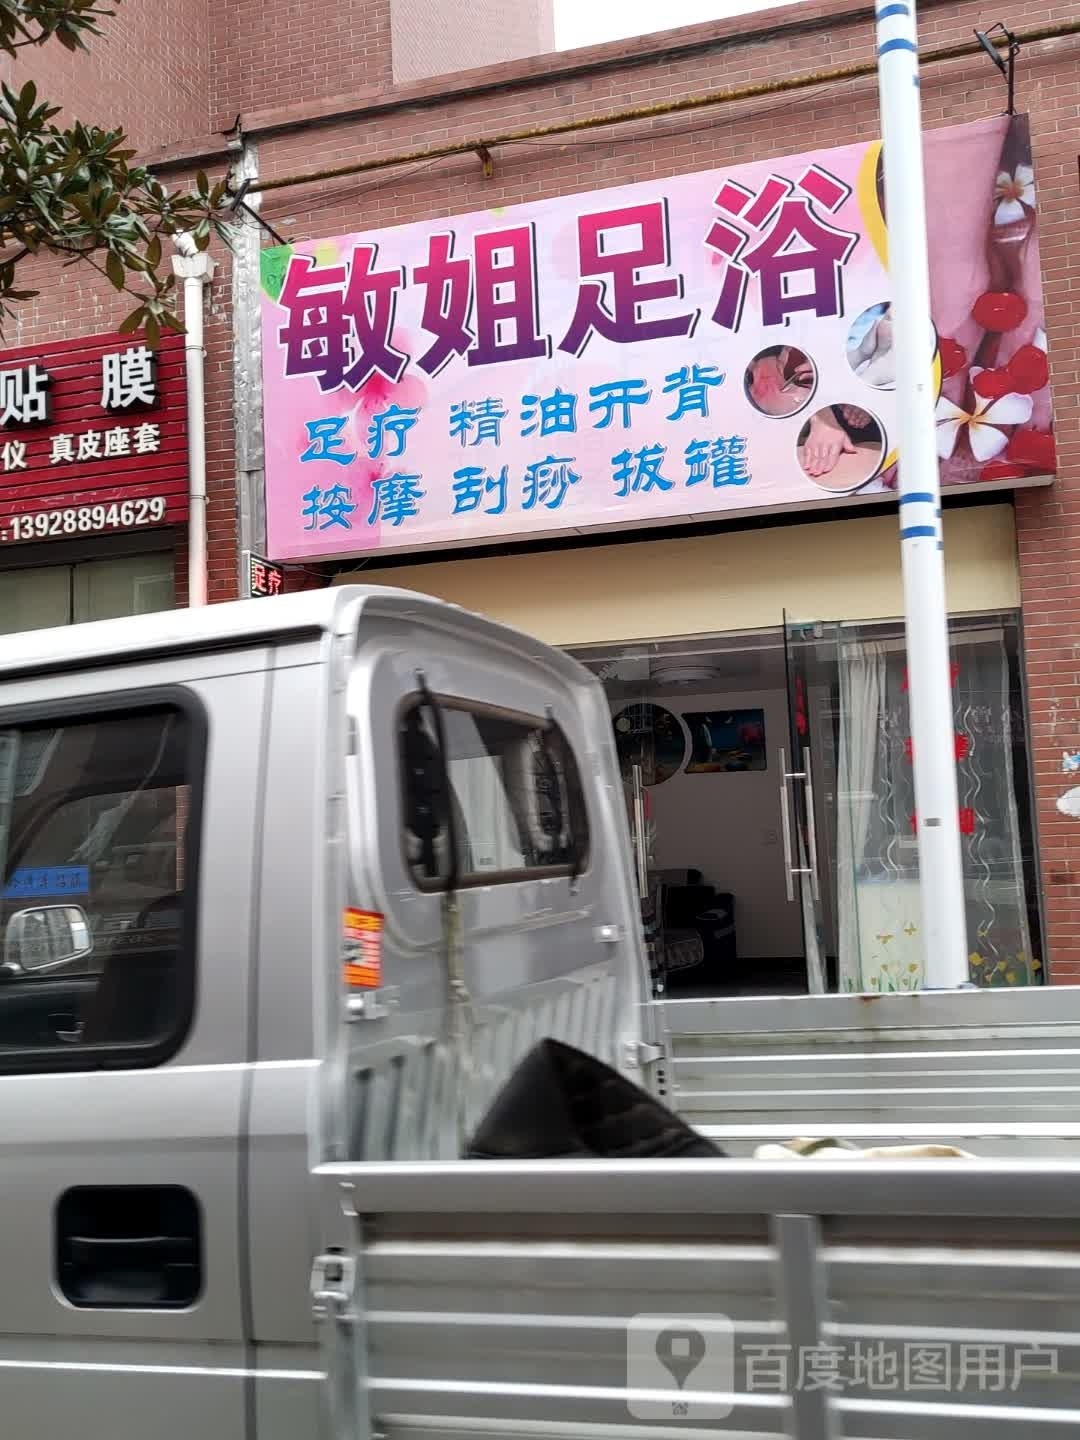 敏姐足浴
足疗 精油开背
按摩 刮痧 拔罐
贴 膜
仪 真皮座套
:13928894629
足疗
百度地图用户